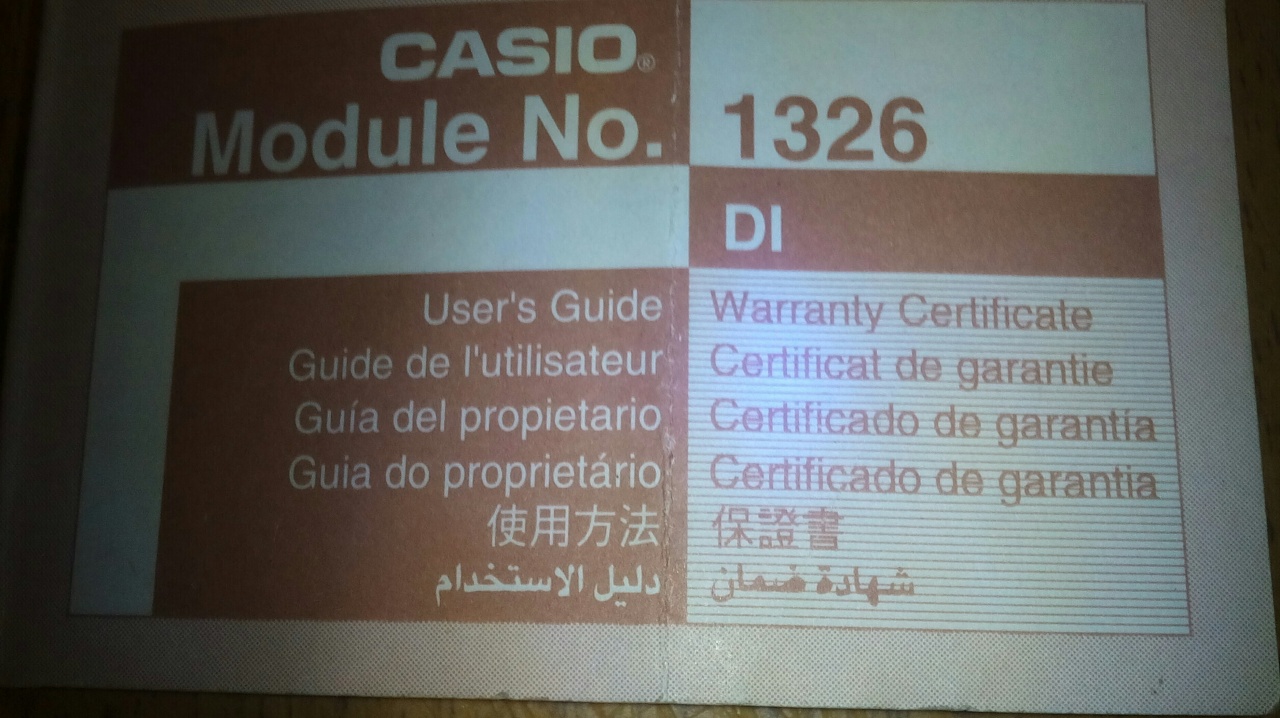 CASIO®
Module No. 1326
DI
User's Guide
Guide de l'utilisateur
Guía del propietario
Guia do proprietário
使用方法
دليل الاستخدام
Warranty Certificate
Certificat de garantie
Certificado de garantía
Certificado de garantia
保證書
شهادة ضمان